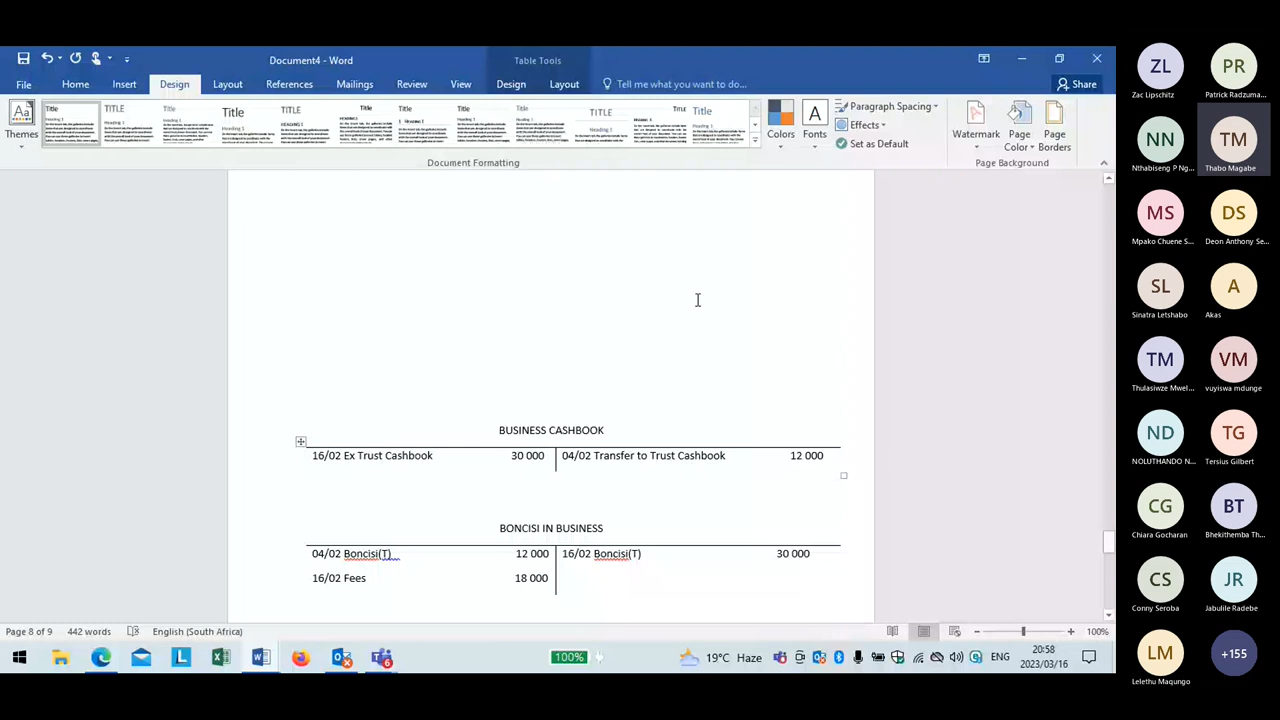 Document4 - Word
Table Tools
File Home Insert Design Layout References Mailings Review View Design Layout Tell me what you want to do... Share
Themes
Colors
Fonts
Paragraph Spacing
Effects
Set as Default
Watermark
Page Color
Page Borders
Document Formatting
Page Background
BUSINESS CASHBOOK
16/02 Ex Trust Cashbook 30 000 04/02 Transfer to Trust Cashbook 12 000
BONCISI IN BUSINESS
04/02 Boncisi(T) 12 000 16/02 Boncisi(T) 30 000
16/02 Fees 18 000
Page 8 of 9 442 words English (South Africa) 100%
100% 19°C Haze ENG 20:58
2023/03/16
ZL PR
Zac Lipschitz Patrick Radzuma...
NN TM
Nthabiseng P Ng... Thabo Magabe
MS DS
Mpako Chuene S... Deon Anthony Se...
SL A
Sinatra Letshabo Akas
TM VM
Thulasiwze Mwel... vuyiswa mdunge
ND TG
NOLUTHANDO N... Tersius Gilbert
CG BT
Chiara Gocharan Bhekithemba Th...
CS JR
Conny Seroba Jabulile Radebe
LM +155
Lelethu Maqungo